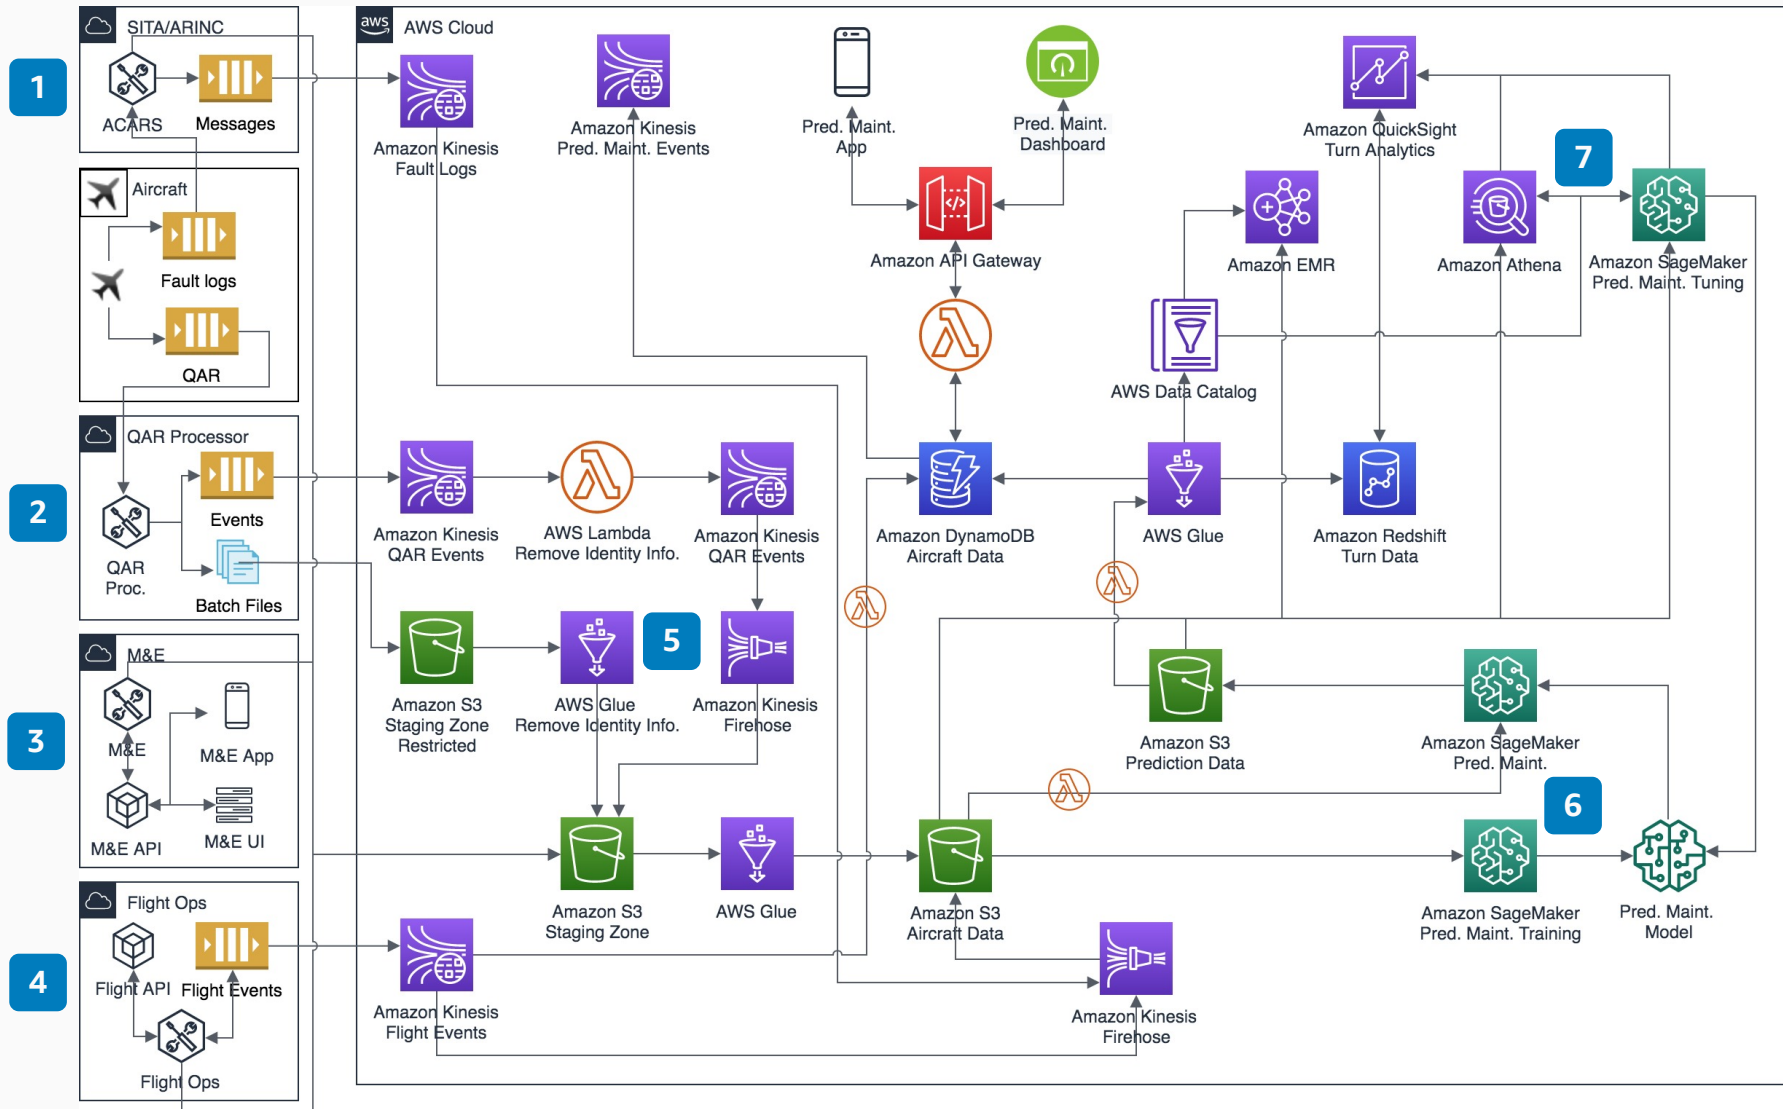 SITA/ARINC
1
ACARS
Messages
Aircraft
Fault logs
QAR
QAR Processor
2
Events
QAR
Proc.
Batch Files
M&E
3
M&E
M&E App
M&E API
M&E UI
Flight Ops
4
Flight API
Flight Events
Flight Ops
aws
AWS Cloud
Amazon Kinesis
Fault Logs
Amazon Kinesis
Pred. Maint. Events
Pred. Maint.
App
Pred. Maint.
Dashboard
Amazon QuickSight
Turn Analytics
7
Amazon API Gateway
Amazon EMR
Amazon Athena
Amazon SageMaker
Pred. Maint. Tuning
AWS Data Catalog
Amazon Kinesis
QAR Events
AWS Lambda
Remove Identity Info.
Amazon Kinesis
QAR Events
Amazon DynamoDB
Aircraft Data
AWS Glue
Amazon Redshift
Turn Data
5
Amazon S3
Staging Zone
Restricted
AWS Glue
Remove Identity Info.
Amazon Kinesis
Firehose
Amazon S3
Prediction Data
Amazon SageMaker
Pred. Maint.
6
Amazon S3
Staging Zone
AWS Glue
Amazon S3
Aircraft Data
Amazon SageMaker
Pred. Maint. Training
Pred. Maint.
Model
Amazon Kinesis
Flight Events
Amazon Kinesis
Firehose